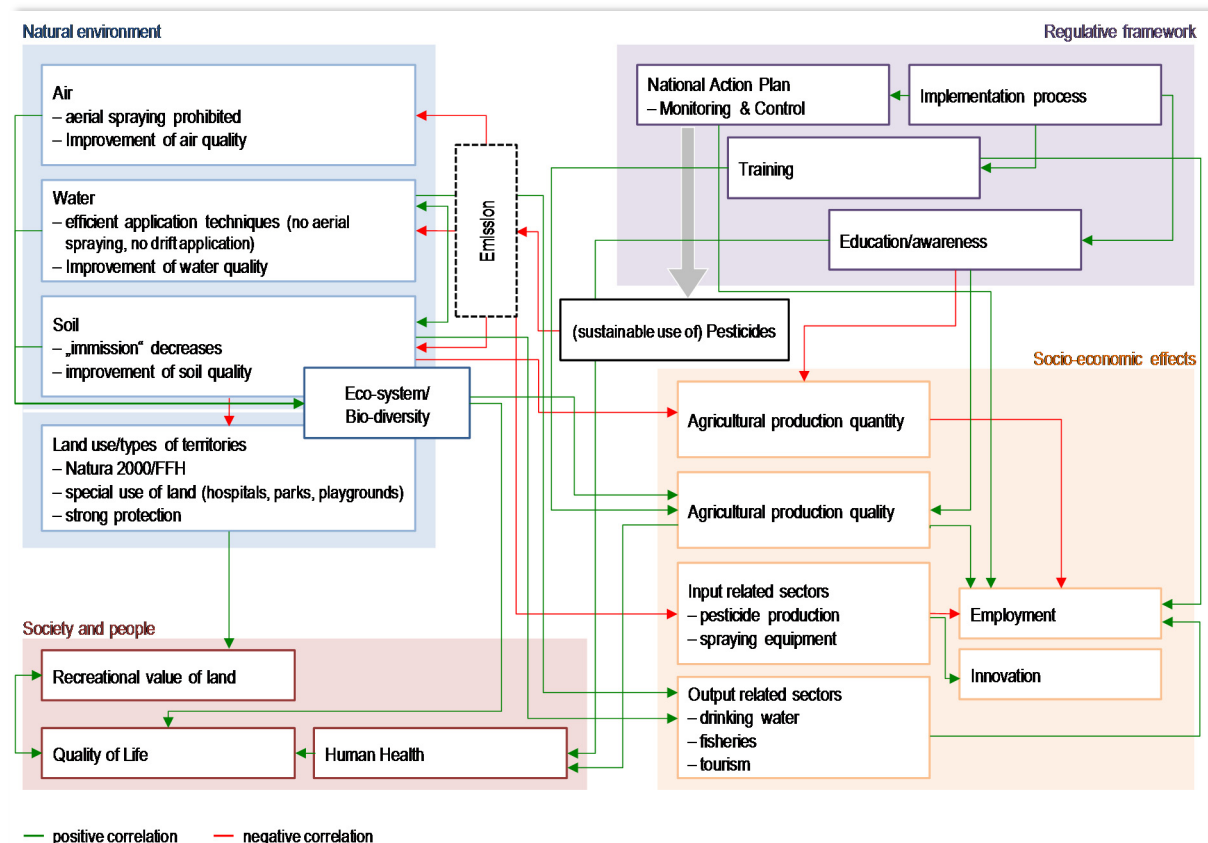 Natural environment
Air
– aerial spraying prohibited
– Improvement of air quality
Water
– efficient application techniques (no aerial
spraying, no drift application)
– Improvement of water quality
Soil
– „immission“ decreases
– improvement of soil quality
Eco-system/
Bio-diversity
Land use/types of territories
– Natura 2000/FFH
– special use of land (hospitals, parks, playgrounds)
– strong protection
Emission
Regulative framework
National Action Plan
– Monitoring & Control
Implementation process
Training
Education/awareness
(sustainable use of) Pesticides
Socio-economic effects
Agricultural production quantity
Agricultural production quality
Input related sectors
– pesticide production
– spraying equipment
Employment
Innovation
Output related sectors
– drinking water
– fisheries
– tourism
Society and people
Recreational value of land
Quality of Life
Human Health
positive correlation
negative correlation